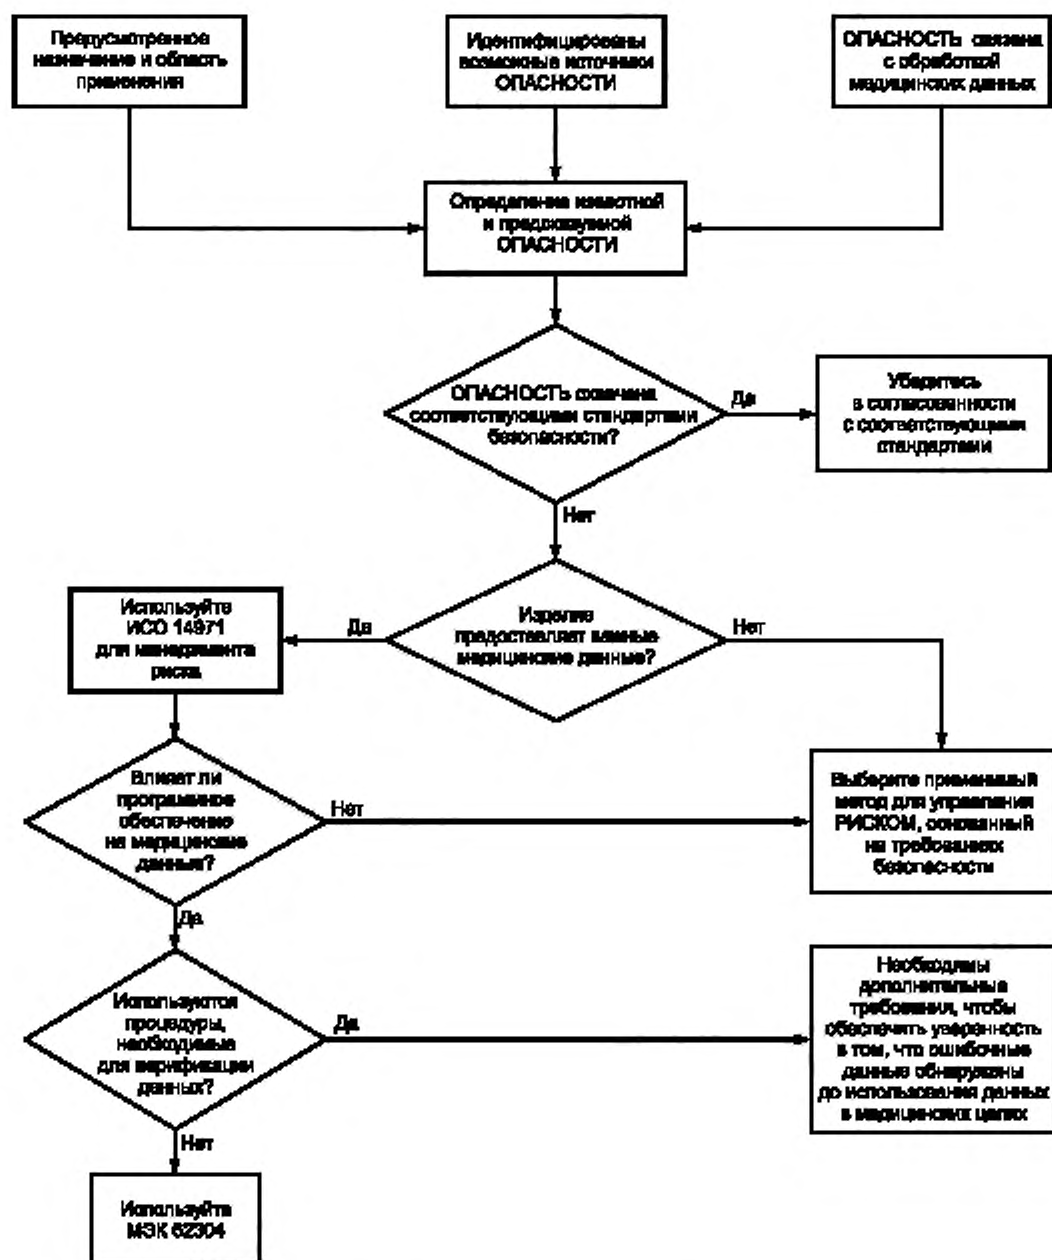 Предусмотренное
назначение и область
применения
Идентифицированы
возможные источники
ОПАСНОСТИ
ОПАСНОСТЬ связана
с обработкой
медицинских данных
Определение известной
и предсказуемой
ОПАСНОСТИ
ОПАСНОСТЬ охвачена
соответствующими стандартами
безопасности?
Да
Убедитесь
в согласованности
с соответствующими
стандартами
Нет
Изделие
предоставляет важные
медицинские данные?
Да
Нет
Используйте
ИСО 14971
для менеджмента
риска
Влияет ли
программное
обеспечение
на медицинские
данные?
Нет
Выберите применимый
метод для управления
РИСКОМ, основанный
на требованиях
безопасности
Да
Используются
процедуры,
необходимые
для верификации
данных?
Да
Необходимы
дополнительные
требования, чтобы
обеспечить уверенность
в том, что ошибочные
данные обнаружены
до использования данных
в медицинских целях
Нет
Используйте
МЭК 62304